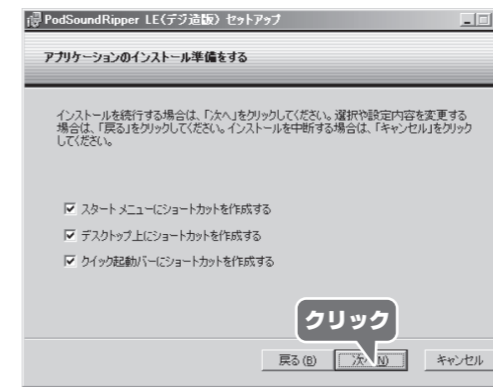 PodSoundRipper LE(デジ造版) セットアップ
アプリケーションのインストール準備をする
インストールを続行する場合は、「次へ」をクリックしてください。選択や設定内容を変更する
場合は、「戻る」をクリックしてください。インストールを中断する場合は、「キャンセル」をクリック
してください。
スタート メニューにショートカットを作成する
デスクトップ上にショートカットを作成する
クイック起動バーにショートカットを作成する
クリック
戻る(B) 次 N) キャンセル